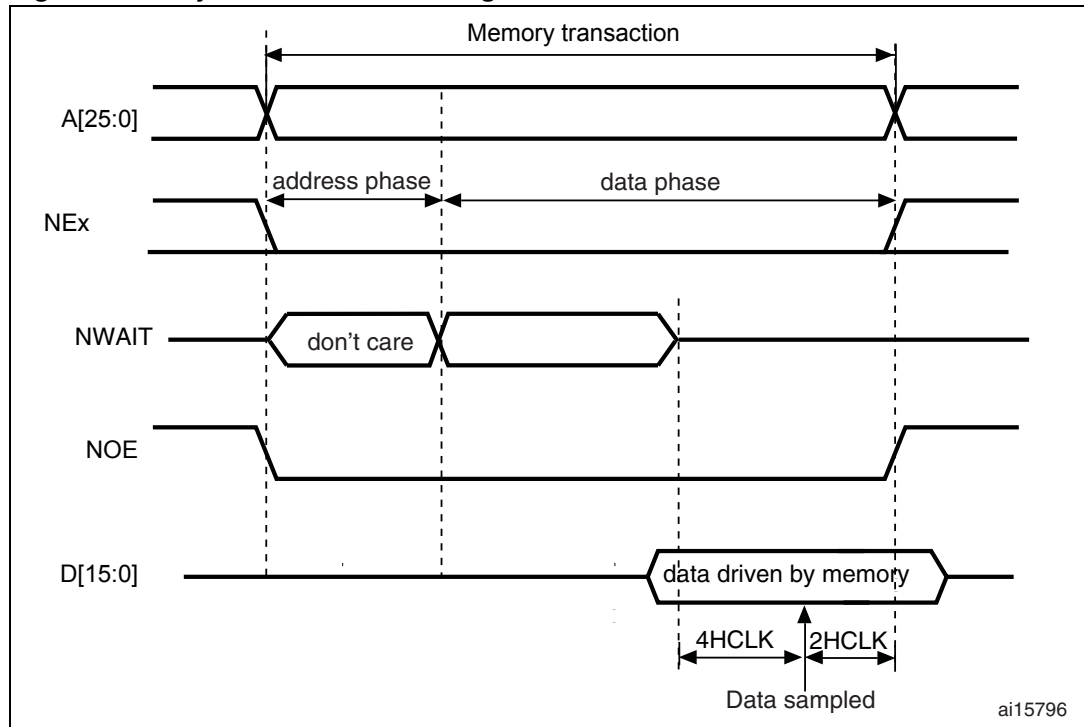 Memory transaction
A[25:0]
address phase
data phase
NEx
NWAIT
don't care
NOE
D[15:0]
data driven by memory
4HCLK
2HCLK
Data sampled
ai15796